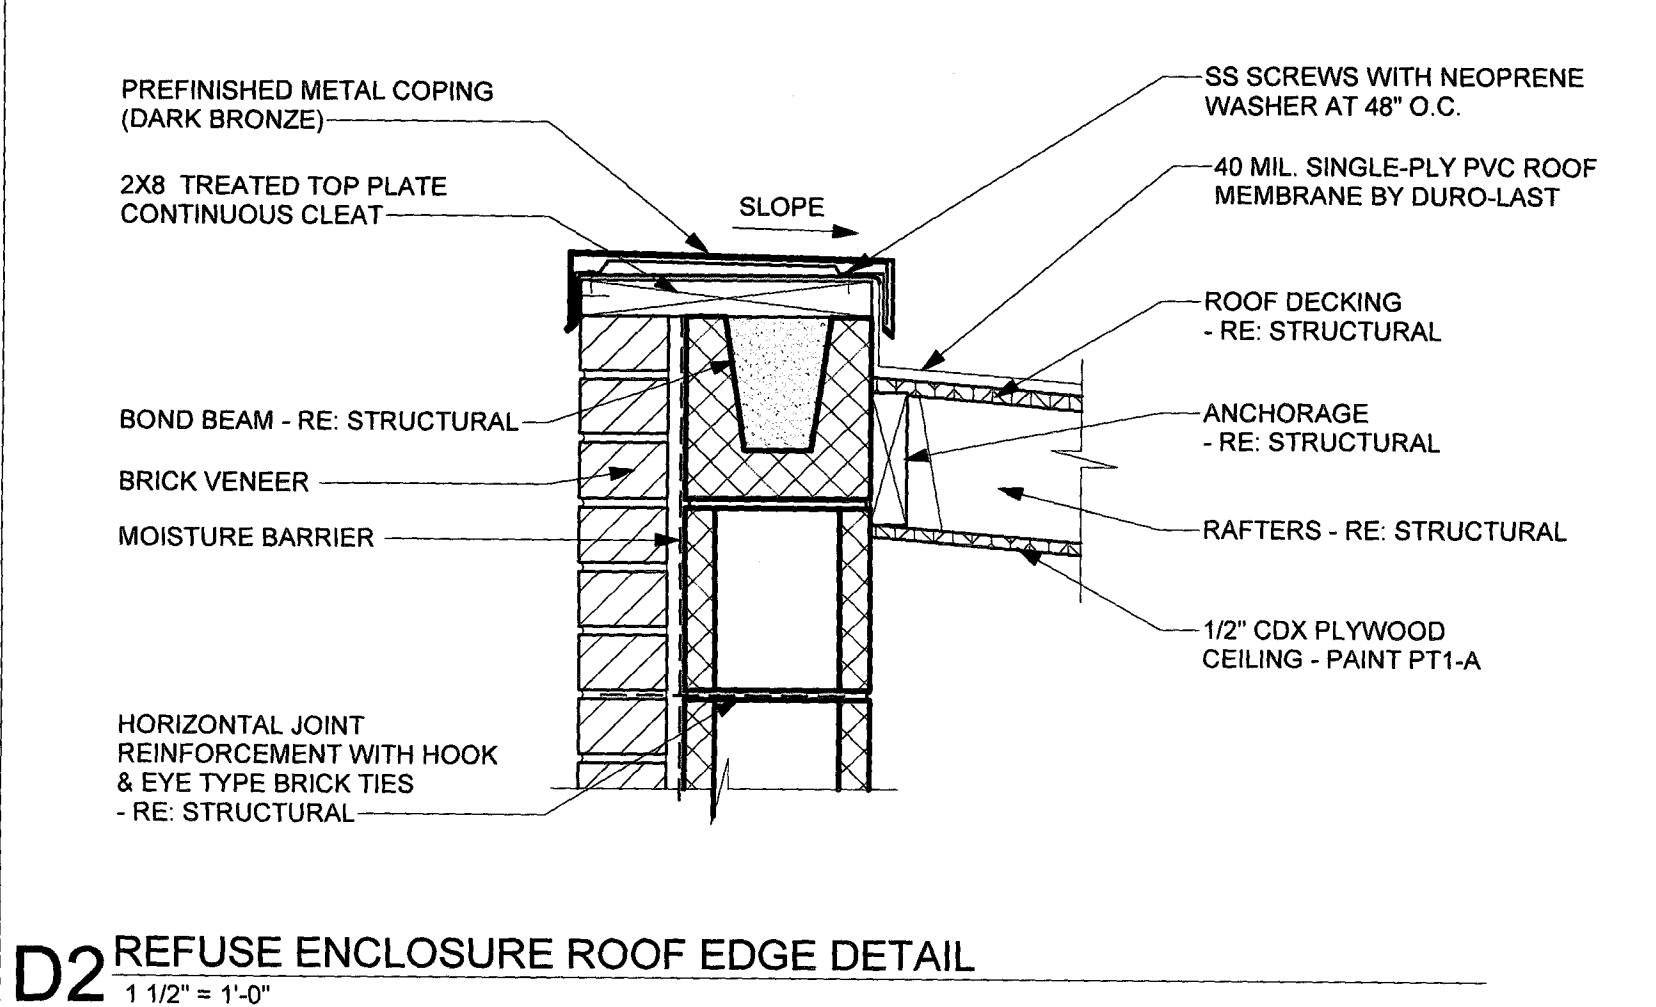 PREFINISHED METAL COPING
(DARK BRONZE)
2X8 TREATED TOP PLATE
CONTINUOUS CLEAT
SLOPE
BOND BEAM - RE: STRUCTURAL
BRICK VENEER
MOISTURE BARRIER
HORIZONTAL JOINT
REINFORCEMENT WITH HOOK
& EYE TYPE BRICK TIES
- RE: STRUCTURAL
SS SCREWS WITH NEOPRENE
WASHER AT 48" O.C.
40 MIL. SINGLE-PLY PVC ROOF
MEMBRANE BY DURO-LAST
ROOF DECKING
- RE: STRUCTURAL
ANCHORAGE
- RE: STRUCTURAL
RAFTERS - RE: STRUCTURAL
1/2" CDX PLYWOOD
CEILING - PAINT PT1-A
D2 REFUSE ENCLOSURE ROOF EDGE DETAIL
1 1/2" = 1'-0"